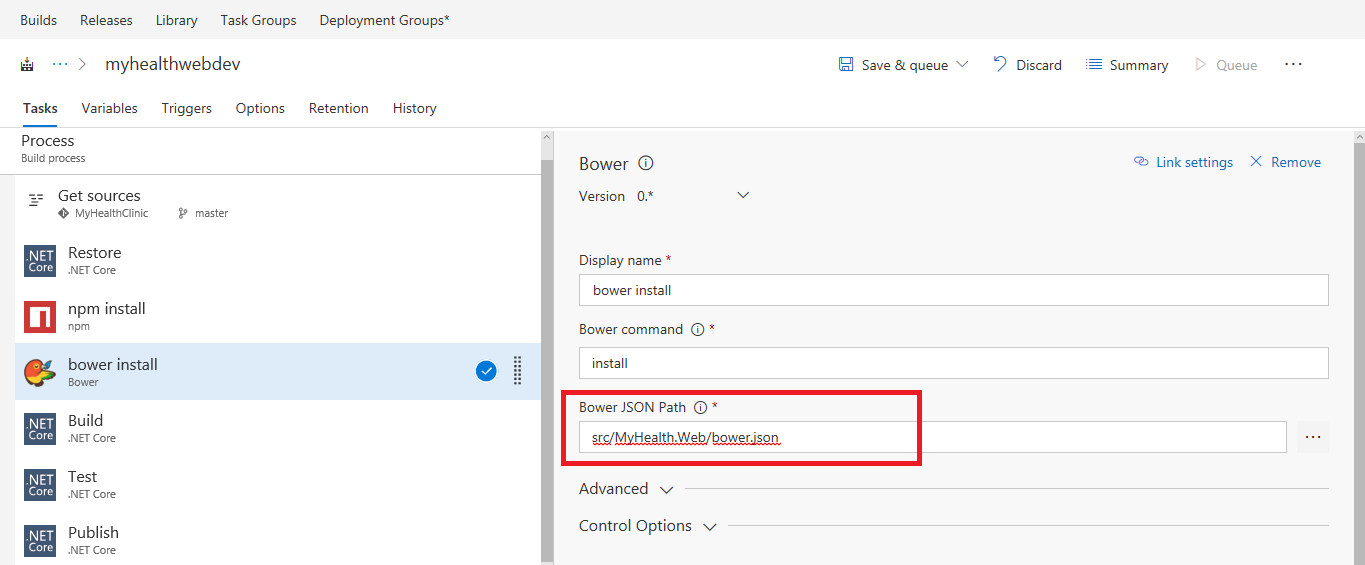 Builds Releases Library Task Groups Deployment Groups*
··· > myhealthwebdev Save & queue Discard Summary Queue ···
Tasks Variables Triggers Options Retention History
Process
Build process
Get sources
MyHealthClinic master
.NET Core Restore
.NET Core
npm install
npm
bower install
Bower
.NET Core Build
.NET Core
.NET Core Test
.NET Core
.NET Core Publish
.NET Core
Bower Link settings Remove
Version 0.*
Display name *
bower install
Bower command *
install
Bower JSON Path *
src/MyHealth.Web/bower.json ···
Advanced
Control Options